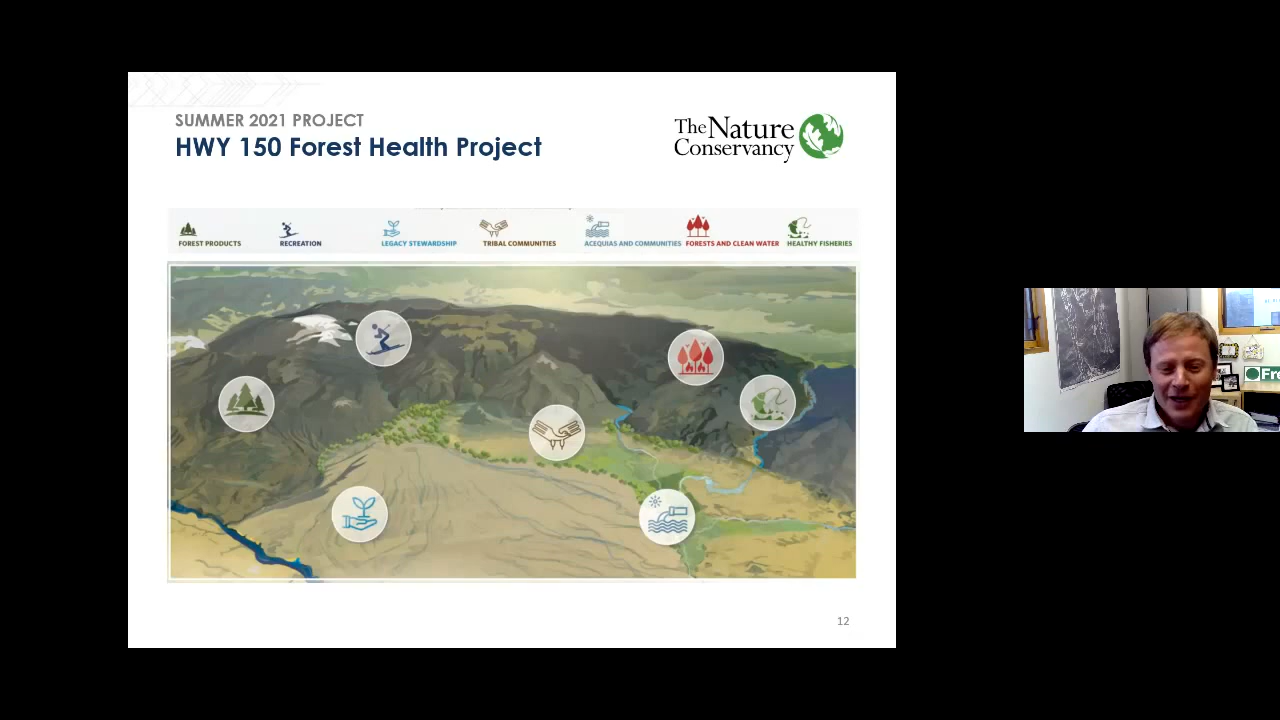 SUMMER 2021 PROJECT
HWY 150 Forest Health Project
The Nature
Conservancy
FOREST PRODUCTS
RECREATION
LEGACY STEWARDSHIP
TRIBAL COMMUNITIES
ACEQUIAS AND COMMUNITIES
FORESTS AND CLEAN WATER
HEALTHY FISHERIES
12
Fre